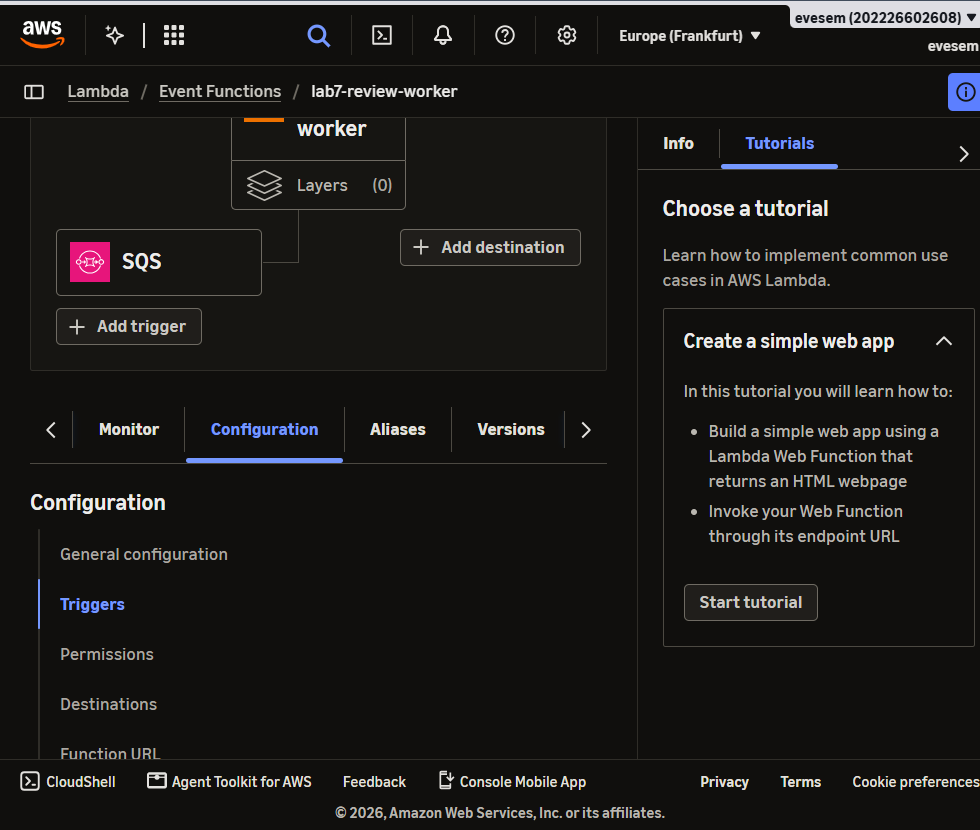 aws
Europe (Frankfurt)
evesem (202226602608)
evesem
Lambda / Event Functions / lab7-review-worker
worker
Layers (0)
SQS
Add destination
Add trigger
Monitor
Configuration
Aliases
Versions
Configuration
General configuration
Triggers
Permissions
Destinations
Function URL
Info
Tutorials
Choose a tutorial
Learn how to implement common use
cases in AWS Lambda.
Create a simple web app
In this tutorial you will learn how to:
• Build a simple web app using a
Lambda Web Function that
returns an HTML webpage
• Invoke your Web Function
through its endpoint URL
Start tutorial
CloudShell
Agent Toolkit for AWS
Feedback
Console Mobile App
Privacy
Terms
Cookie preferences
© 2026, Amazon Web Services, Inc. or its affiliates.